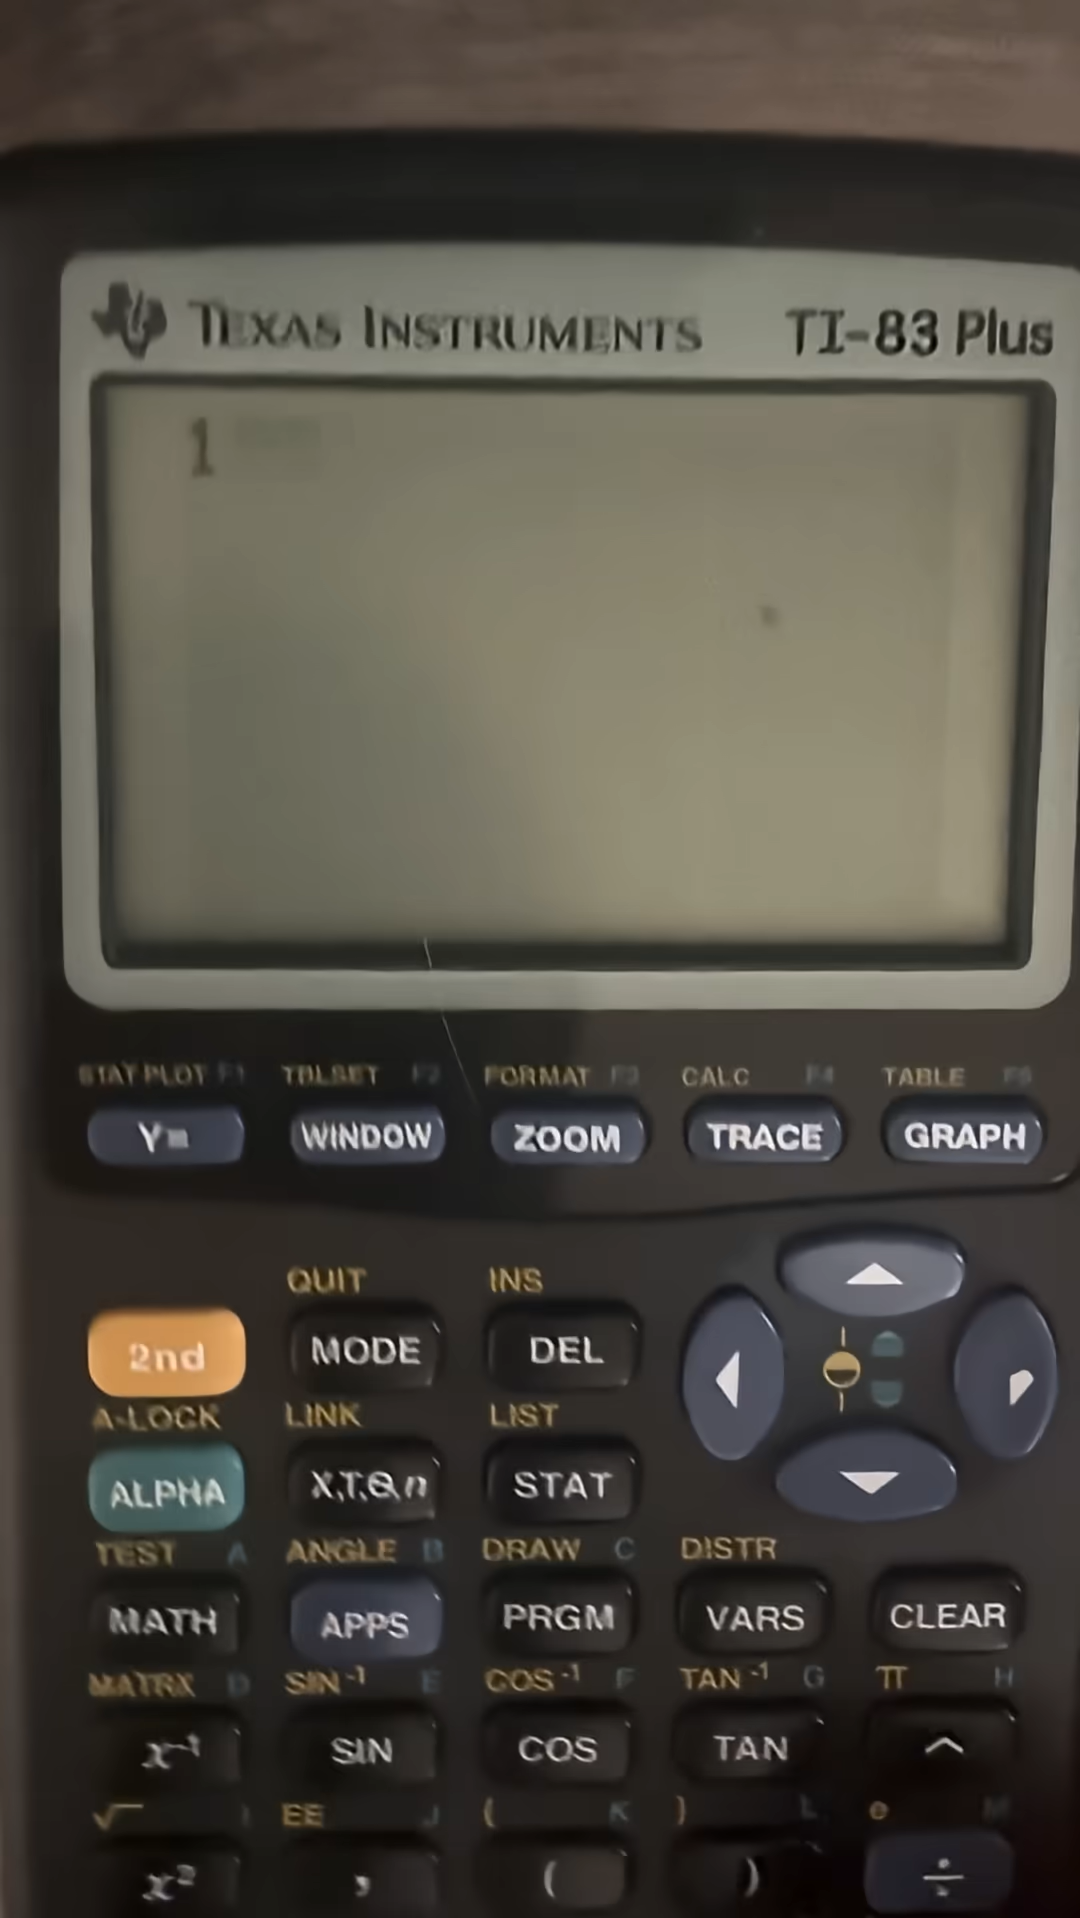 TEXAS INSTRUMENTS TI-83 Plus
1
STAT PLOT F1 TBLSET F2 FORMAT F3 CALC F4 TABLE F5
Y= WINDOW ZOOM TRACE GRAPH
QUIT INS
2nd MODE DEL
A-LOCK LINK LIST
ALPHA X,T,Θ,n STAT
TEST A ANGLE B DRAW C DISTR
MATH APPS PRGM VARS CLEAR
MATRX D SIN⁻¹ E COS⁻¹ F TAN⁻¹ G π H
x⁻¹ SIN COS TAN ^
√ I EE J { K } L e M
x² , ( ) ÷